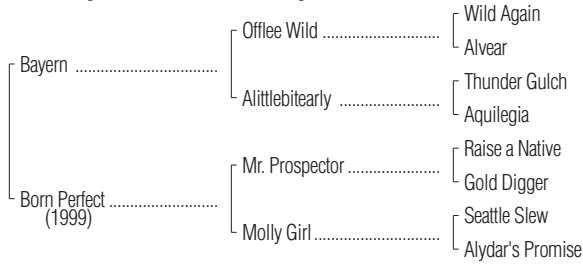 Wild Again
Offlee Wild ..............................
Alvear
Bayern ....................................
Thunder Gulch
Alittlebitearly .........................
Aquilegia
Raise a Native
Mr. Prospector .......................
Gold Digger
Born Perfect ...........................
(1999)
Seattle Slew
Molly Girl ...............................
Alydar's Promise